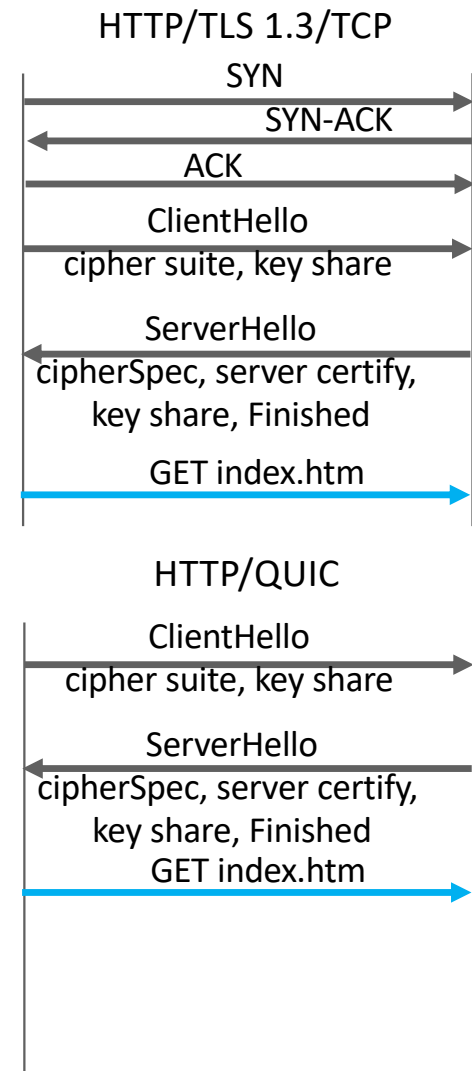 HTTP/TLS 1.3/TCP
SYN
SYN-ACK
ACK
ClientHello
cipher suite, key share
ServerHello
cipherSpec, server certify,
key share, Finished
GET index.htm
HTTP/QUIC
ClientHello
cipher suite, key share
ServerHello
cipherSpec, server certify,
key share, Finished
GET index.htm